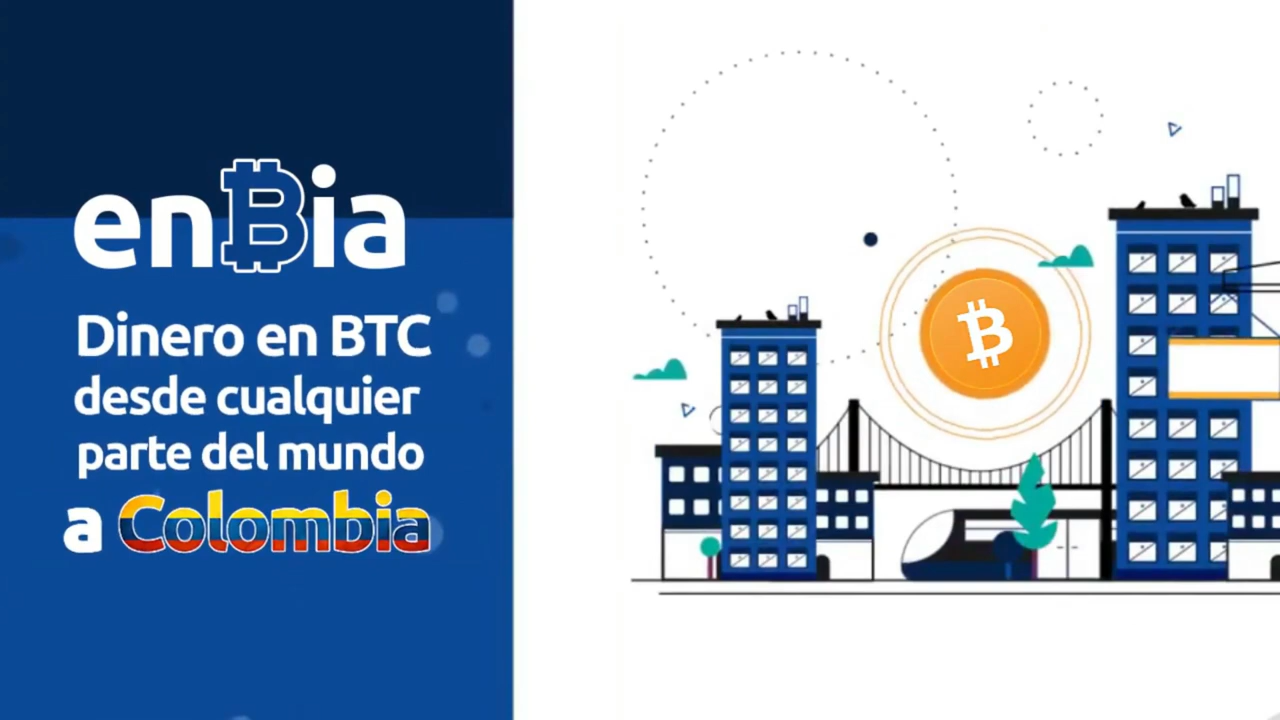 enBia
Dinero en BTC
desde cualquier
parte del mundo
a Colombia